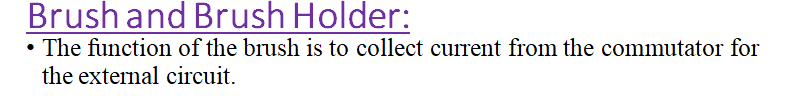 Brush and Brush Holder:
• The function of the brush is to collect current from the commutator for
the external circuit.